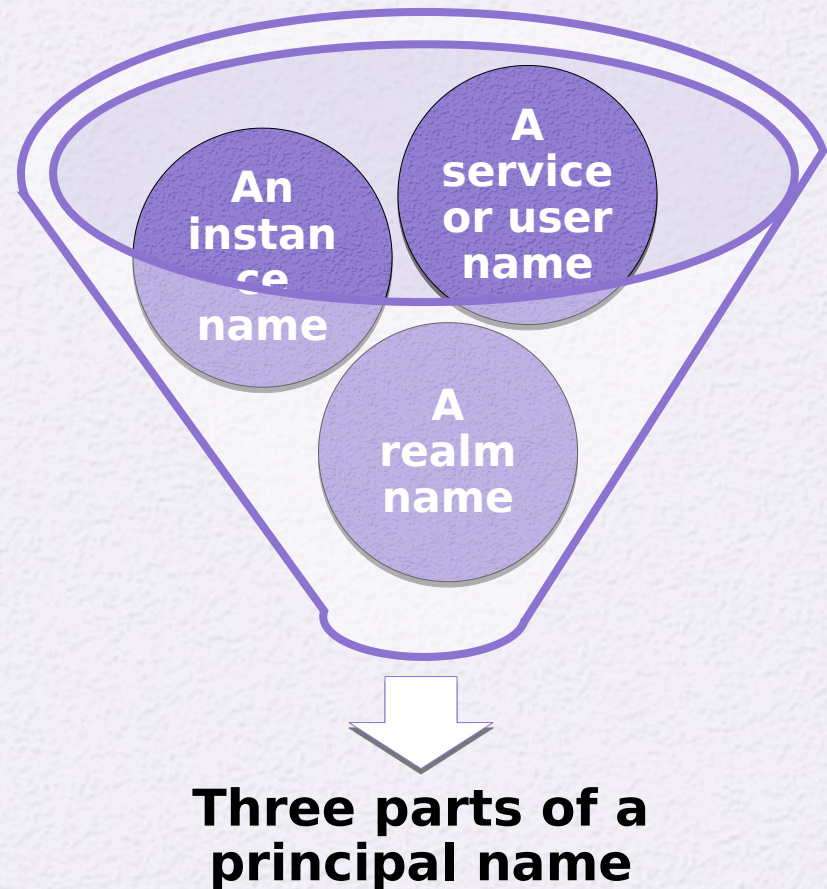 A
service
or user
name
An
instan
ce
name
A
realm
name
Three parts of a
principal name